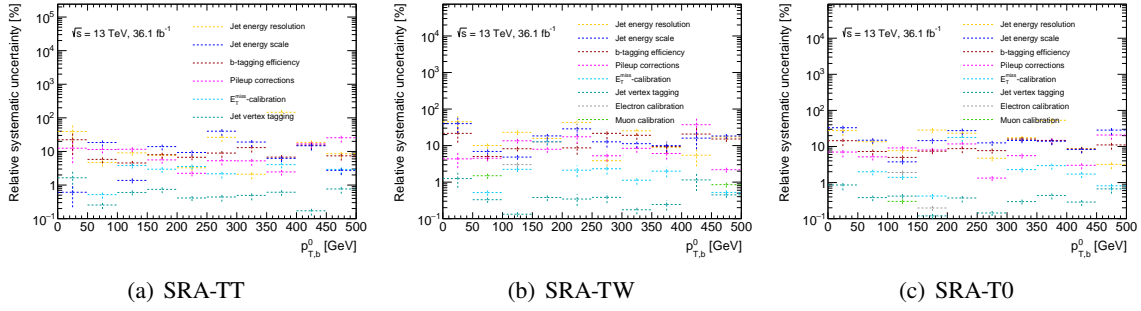 Relative systematic uncertainty [%]
10⁵
10⁴
10³
10²
10
1
10⁻¹
√s = 13 TeV, 36.1 fb⁻¹
Jet energy resolution
Jet energy scale
b-tagging efficiency
Pileup corrections
E_T^miss-calibration
Jet vertex tagging
0 50 100 150 200 250 300 350 400 450 500
p⁰_T,b [GeV]
(a) SRA-TT
Relative systematic uncertainty [%]
10⁴
10³
10²
10
1
10⁻¹
√s = 13 TeV, 36.1 fb⁻¹
Jet energy resolution
Jet energy scale
b-tagging efficiency
Pileup corrections
E_T^miss-calibration
Jet vertex tagging
Electron calibration
Muon calibration
0 50 100 150 200 250 300 350 400 450 500
p⁰_T,b [GeV]
(b) SRA-TW
Relative systematic uncertainty [%]
10⁴
10³
10²
10
1
10⁻¹
√s = 13 TeV, 36.1 fb⁻¹
Jet energy resolution
Jet energy scale
b-tagging efficiency
Pileup corrections
E_T^miss-calibration
Jet vertex tagging
Electron calibration
Muon calibration
0 50 100 150 200 250 300 350 400 450 500
p⁰_T,b [GeV]
(c) SRA-T0